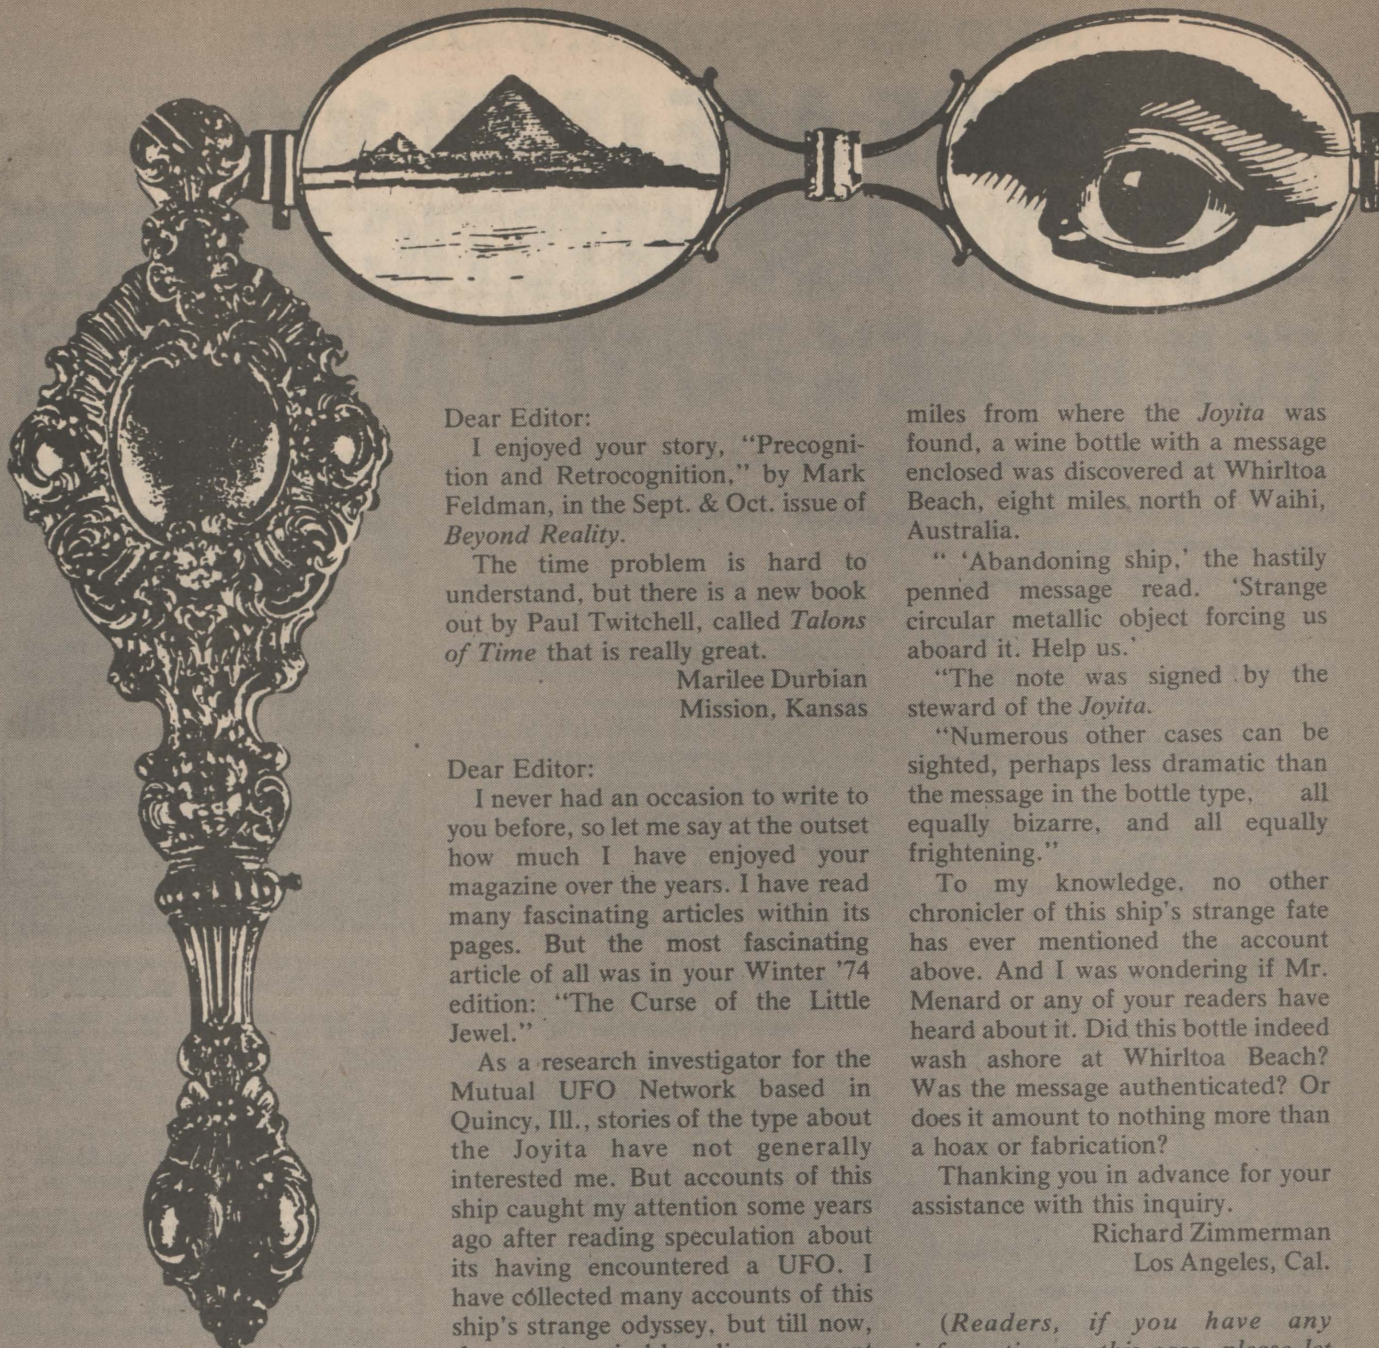 Dear Editor:
I enjoyed your story, “Precogni-
tion and Retrocognition,” by Mark
Feldman, in the Sept. & Oct. issue of
Beyond Reality.
The time problem is hard to
understand, but there is a new book
out by Paul Twitchell, called Talons
of Time that is really great.
Marilee Durbian
Mission, Kansas
Dear Editor:
I never had an occasion to write to
you before, so let me say at the outset
how much I have enjoyed your
magazine over the years. I have read
many fascinating articles within its
pages. But the most fascinating
article of all was in your Winter ’74
edition: “The Curse of the Little
Jewel.”
As a research investigator for the
Mutual UFO Network based in
Quincy, Ill., stories of the type about
the Joyita have not generally
interested me. But accounts of this
ship caught my attention some years
ago after reading speculation about
its having encountered a UFO. I
have collected many accounts of this
ship’s strange odyssey, but till now,
miles from where the Joyita was
found, a wine bottle with a message
enclosed was discovered at Whirltoa
Beach, eight miles north of Waihi,
Australia.
“ ‘Abandoning ship,’ the hastily
penned message read. ‘Strange
circular metallic object forcing us
aboard it. Help us.’
“The note was signed by the
steward of the Joyita.
“Numerous other cases can be
sighted, perhaps less dramatic than
the message in the bottle type, all
equally bizarre, and all equally
frightening.”
To my knowledge, no other
chronicler of this ship’s strange fate
has ever mentioned the account
above. And I was wondering if Mr.
Menard or any of your readers have
heard about it. Did this bottle indeed
wash ashore at Whirltoa Beach?
Was the message authenticated? Or
does it amount to nothing more than
a hoax or fabrication?
Thanking you in advance for your
assistance with this inquiry.
Richard Zimmerman
Los Angeles, Cal.
(Readers, if you have any